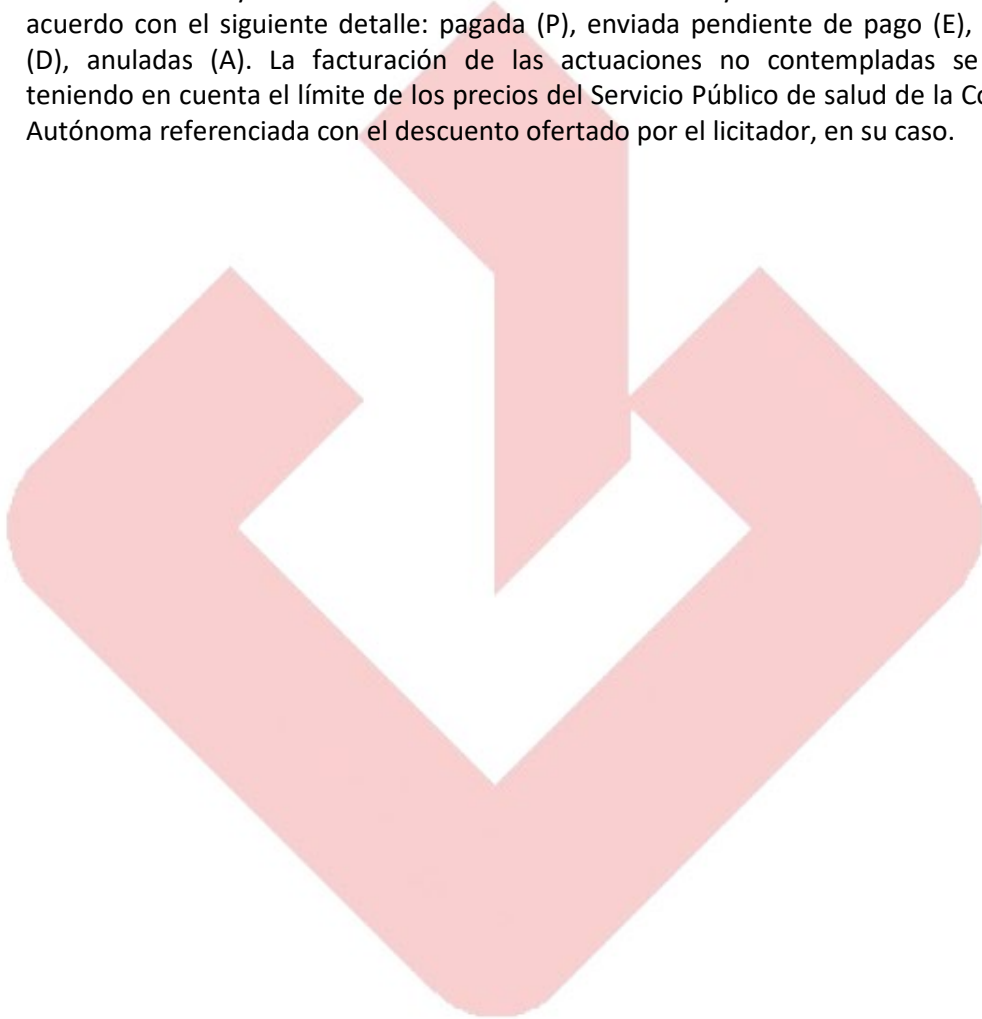 acuerdo con el siguiente detalle: pagada (P), enviada pendiente de pago (E),
(D), anuladas (A). La facturación de las actuaciones no contempladas se
teniendo en cuenta el límite de los precios del Servicio Público de salud de la
Autónoma referenciada con el descuento ofertado por el licitador, en su caso.